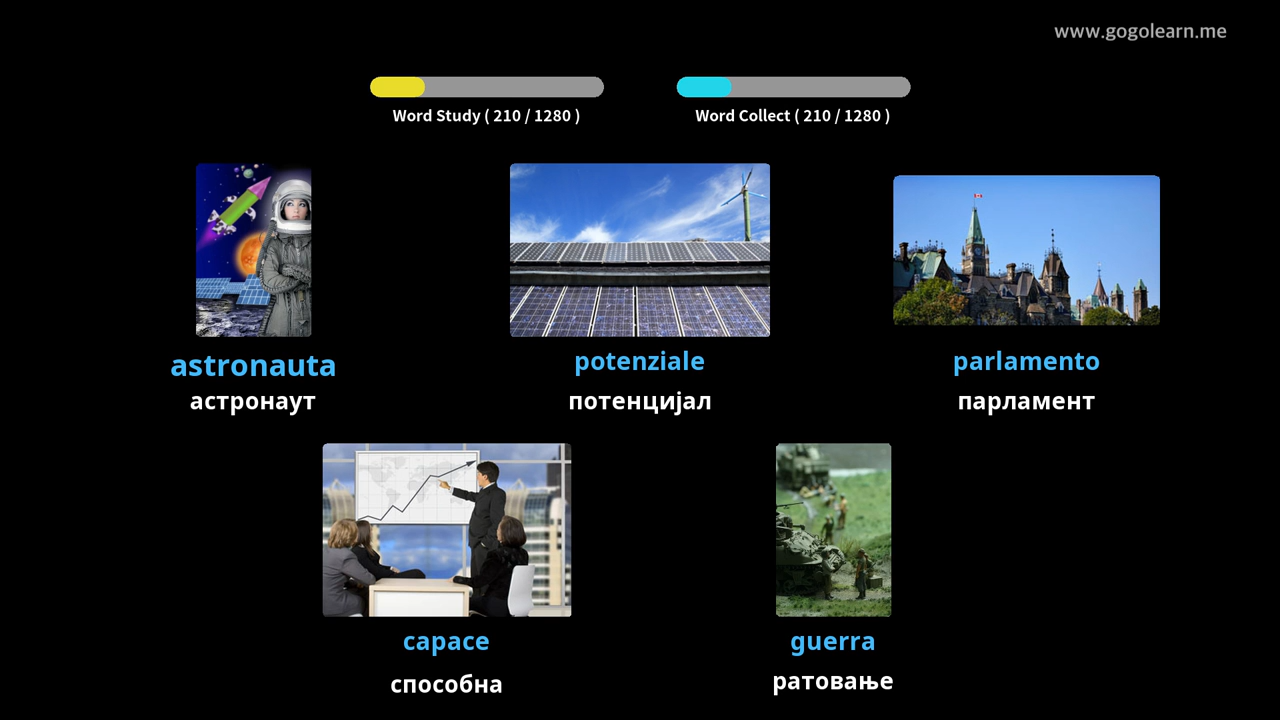 www.gogolearn.me
Word Study ( 210 / 1280 )
Word Collect ( 210 / 1280 )
astronauta
астронаут
potenziale
потенцијал
parlamento
парламент
capace
способна
guerra
ратовање